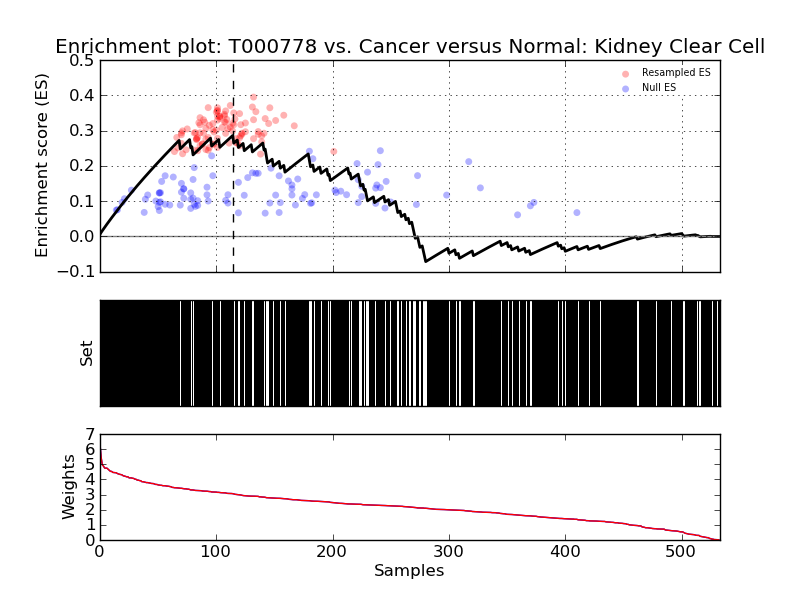 Enrichment plot: T000778 vs. Cancer versus Normal: Kidney Clear Cell
0.5
0.4
0.3
0.2
0.1
0.0
−0.1
Enrichment score (ES)
Resampled ES
Null ES
Set
7
6
5
4
3
2
1
0
Weights
0 100 200 300 400 500
Samples